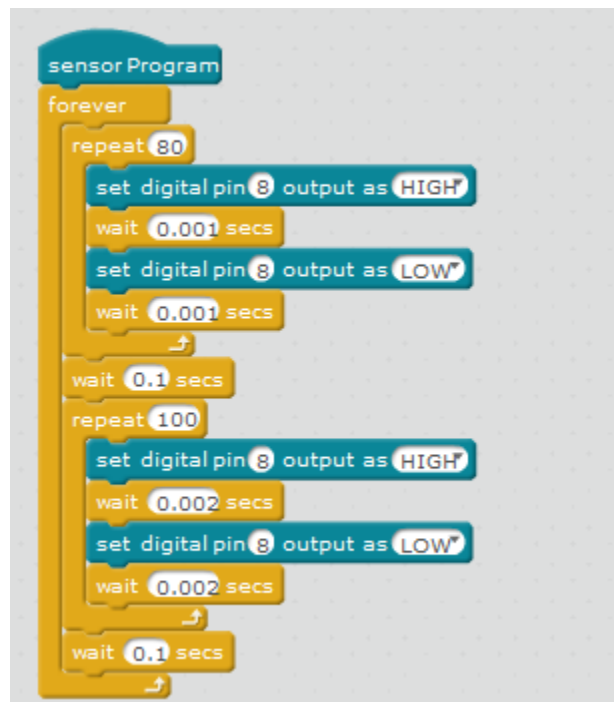 sensor Program
forever
repeat 80
set digital pin 8 output as HIGH
wait 0.001 secs
set digital pin 8 output as LOW
wait 0.001 secs
wait 0.1 secs
repeat 100
set digital pin 8 output as HIGH
wait 0.002 secs
set digital pin 8 output as LOW
wait 0.002 secs
wait 0.1 secs